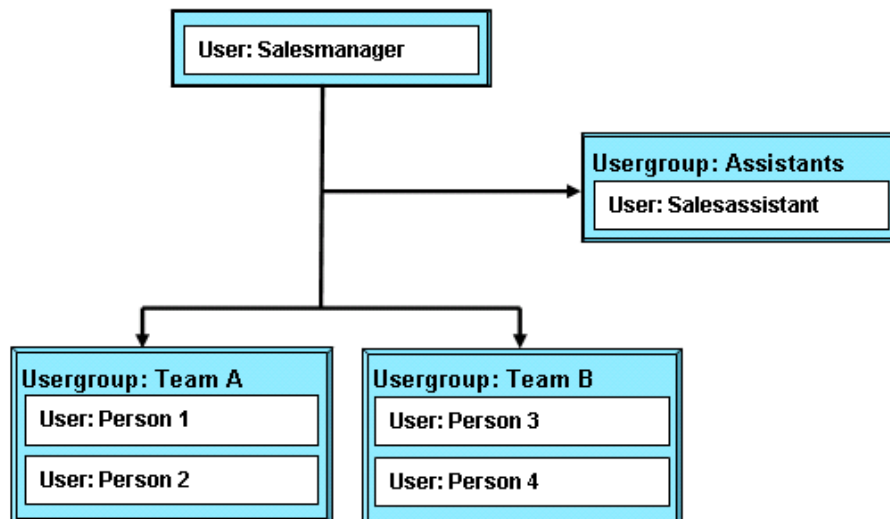 User: Salesmanager
Usergroup: Assistants
User: Salesassistant
Usergroup: Team A
User: Person 1
User: Person 2
Usergroup: Team B
User: Person 3
User: Person 4